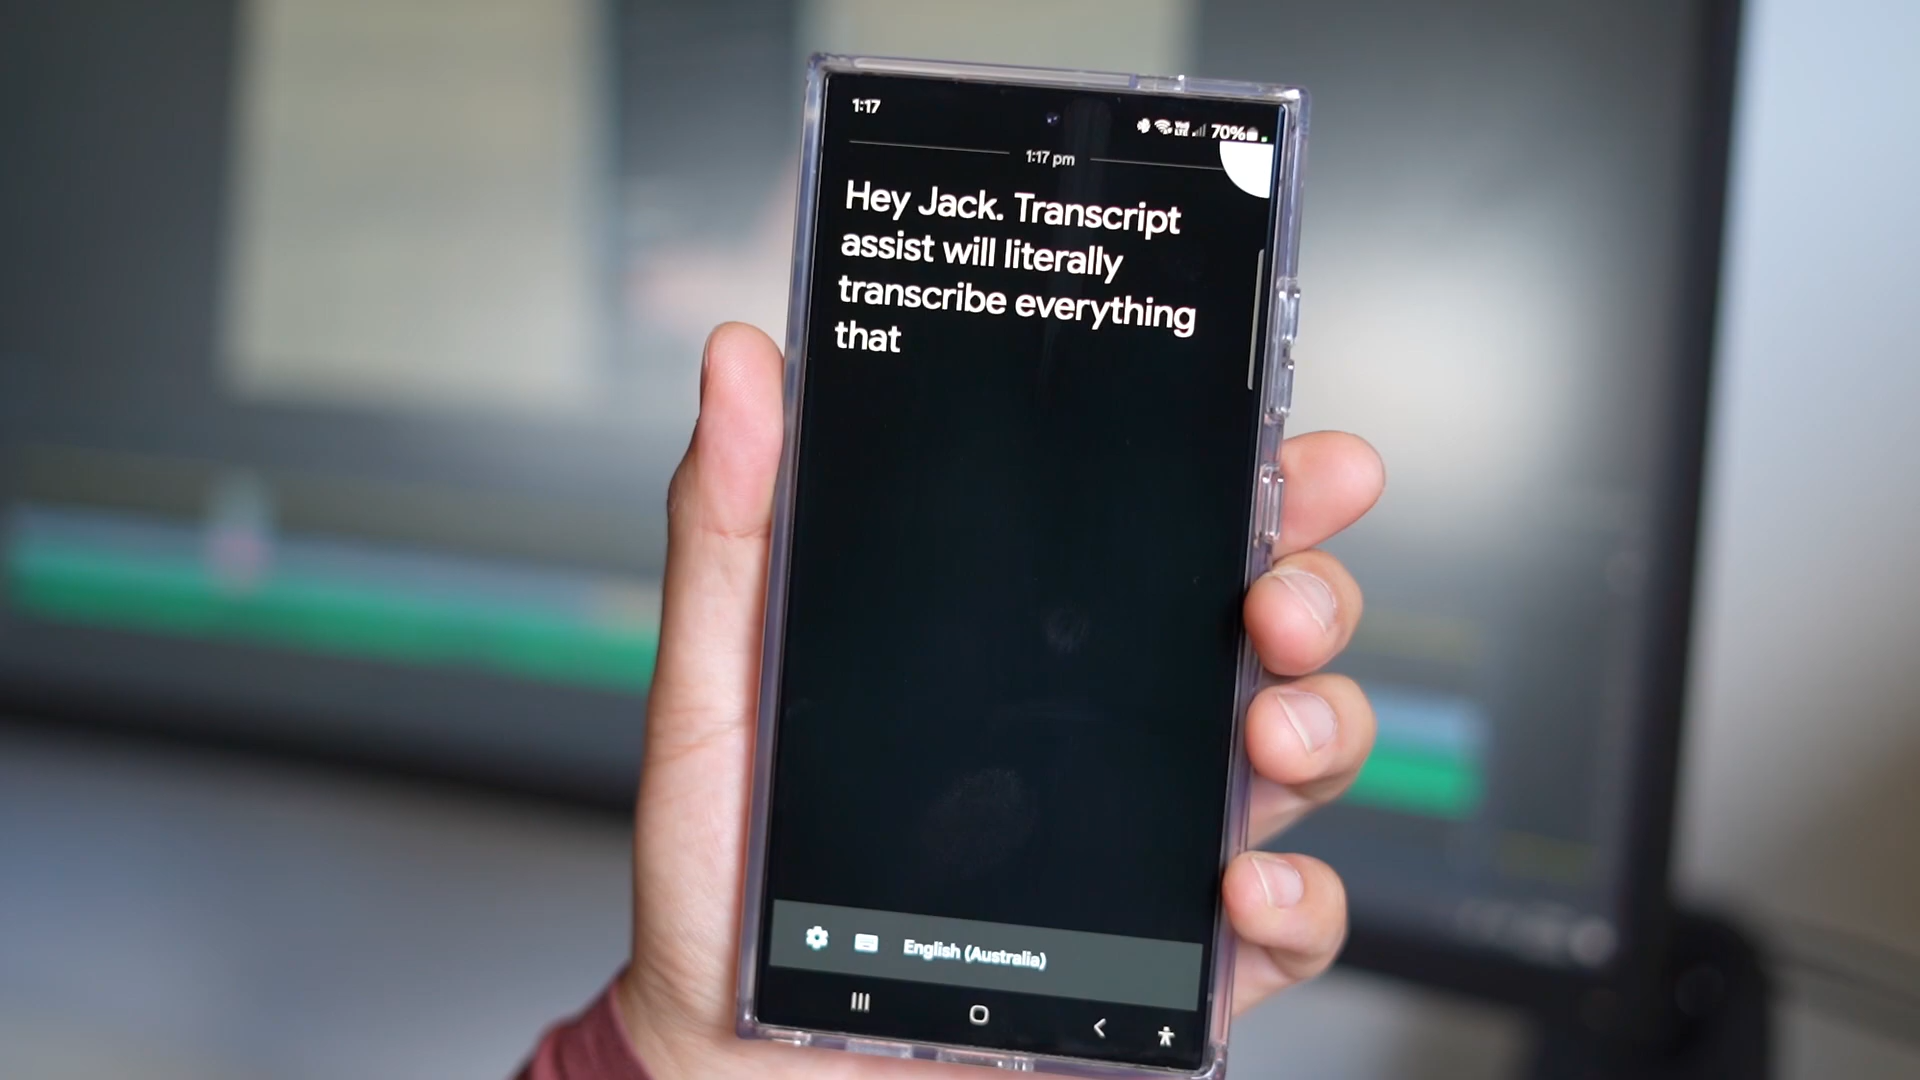 1:17
70%
1:17 pm
Hey Jack. Transcript
assist will literally
transcribe everything
that
English (Australia)